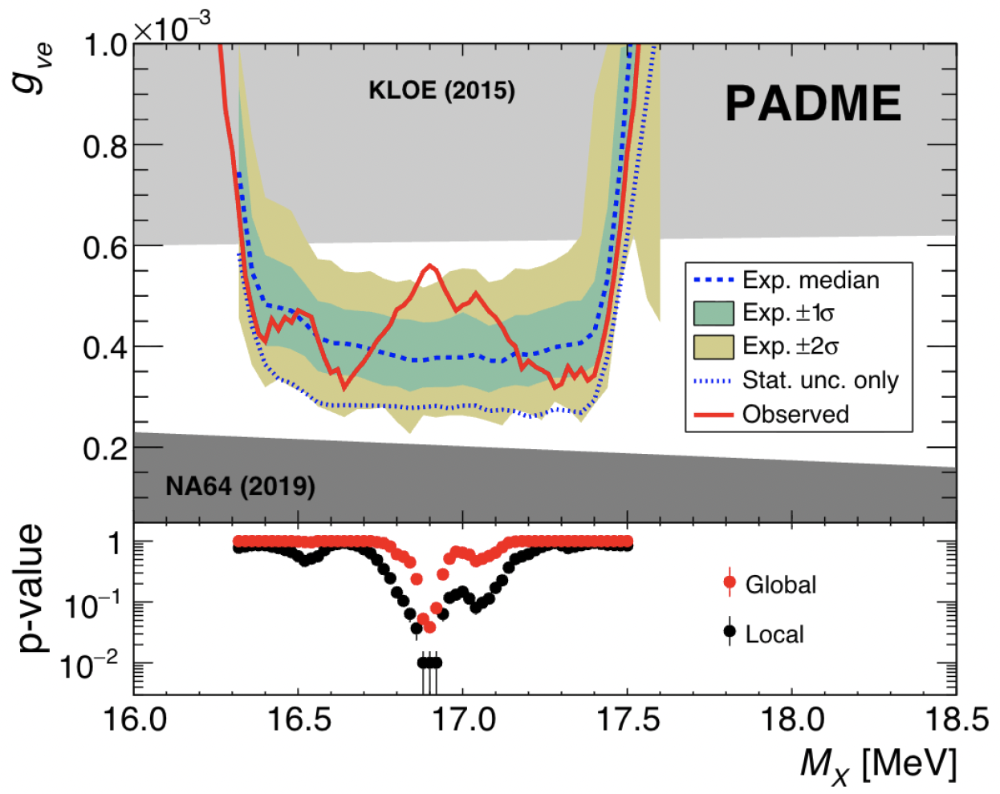 ×10⁻³
g_ve
1.0
0.8
0.6
0.4
0.2
KLOE (2015)
PADME
Exp. median
Exp. ±1σ
Exp. ±2σ
Stat. unc. only
Observed
NA64 (2019)
p-value
1
10⁻¹
10⁻²
Global
Local
16.0 16.5 17.0 17.5 18.0 18.5
M_X [MeV]